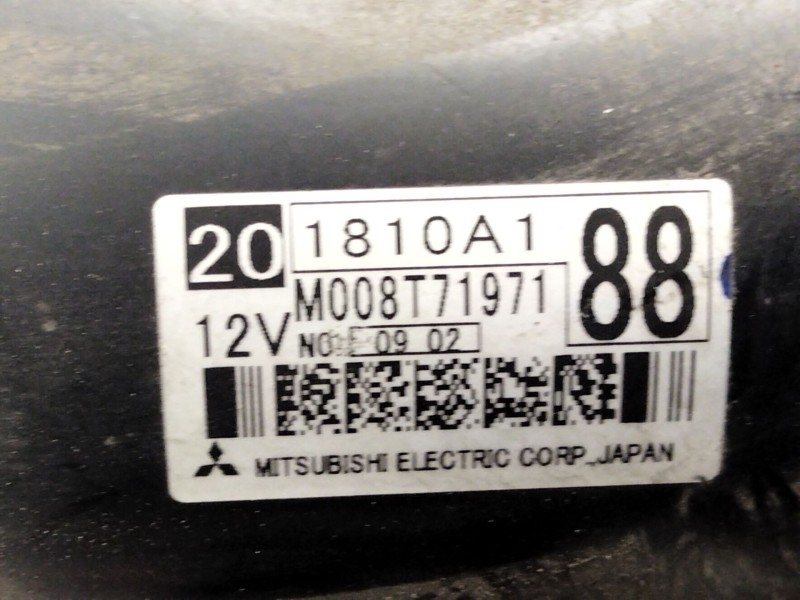 20 1810A1 88
M008T71971
12V
NO. 09 02
MITSUBISHI ELECTRIC CORP., JAPAN